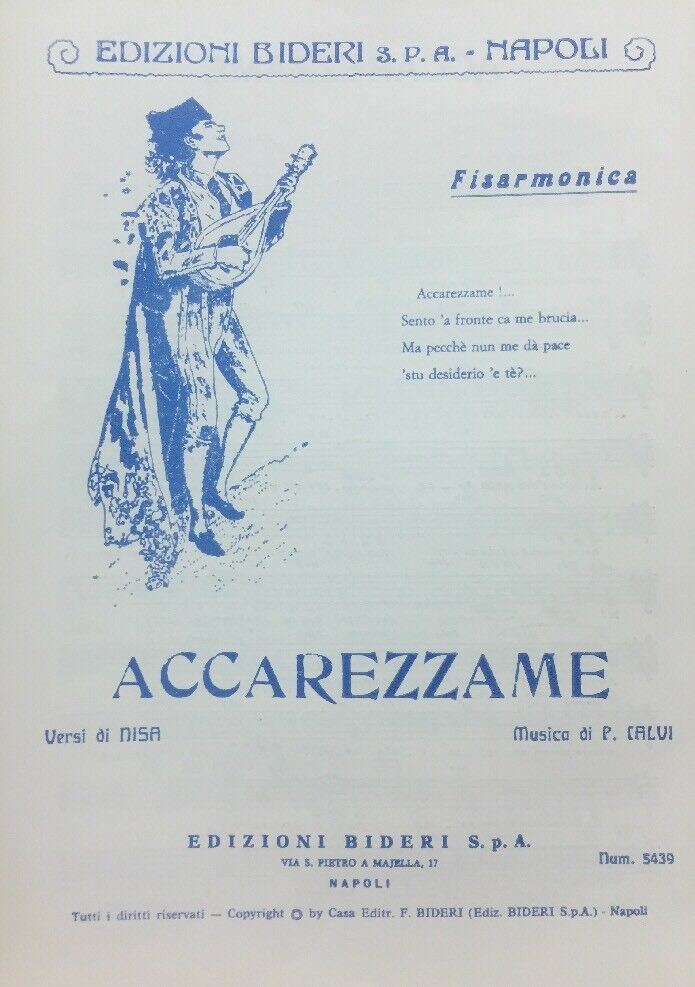 EDIZIONI BIDERI S. P. A. - NAPOLI
Fisarmonica
Accarezzame !...
Sento 'a fronte ca me brucia...
Ma pecchè nun me dà pace
'stu desiderio 'e tè?...
ACCAREZZAME
Versi di NISA
Musica di P. CALVI
EDIZIONI BIDERI S.p.A.
VIA S. PIETRO A MAJELLA, 17
Num. 5439
NAPOLI
Tutti i diritti riservati — Copyright © by Casa Editr. F. BIDERI (Ediz. BIDERI S.p.A.) - Napoli